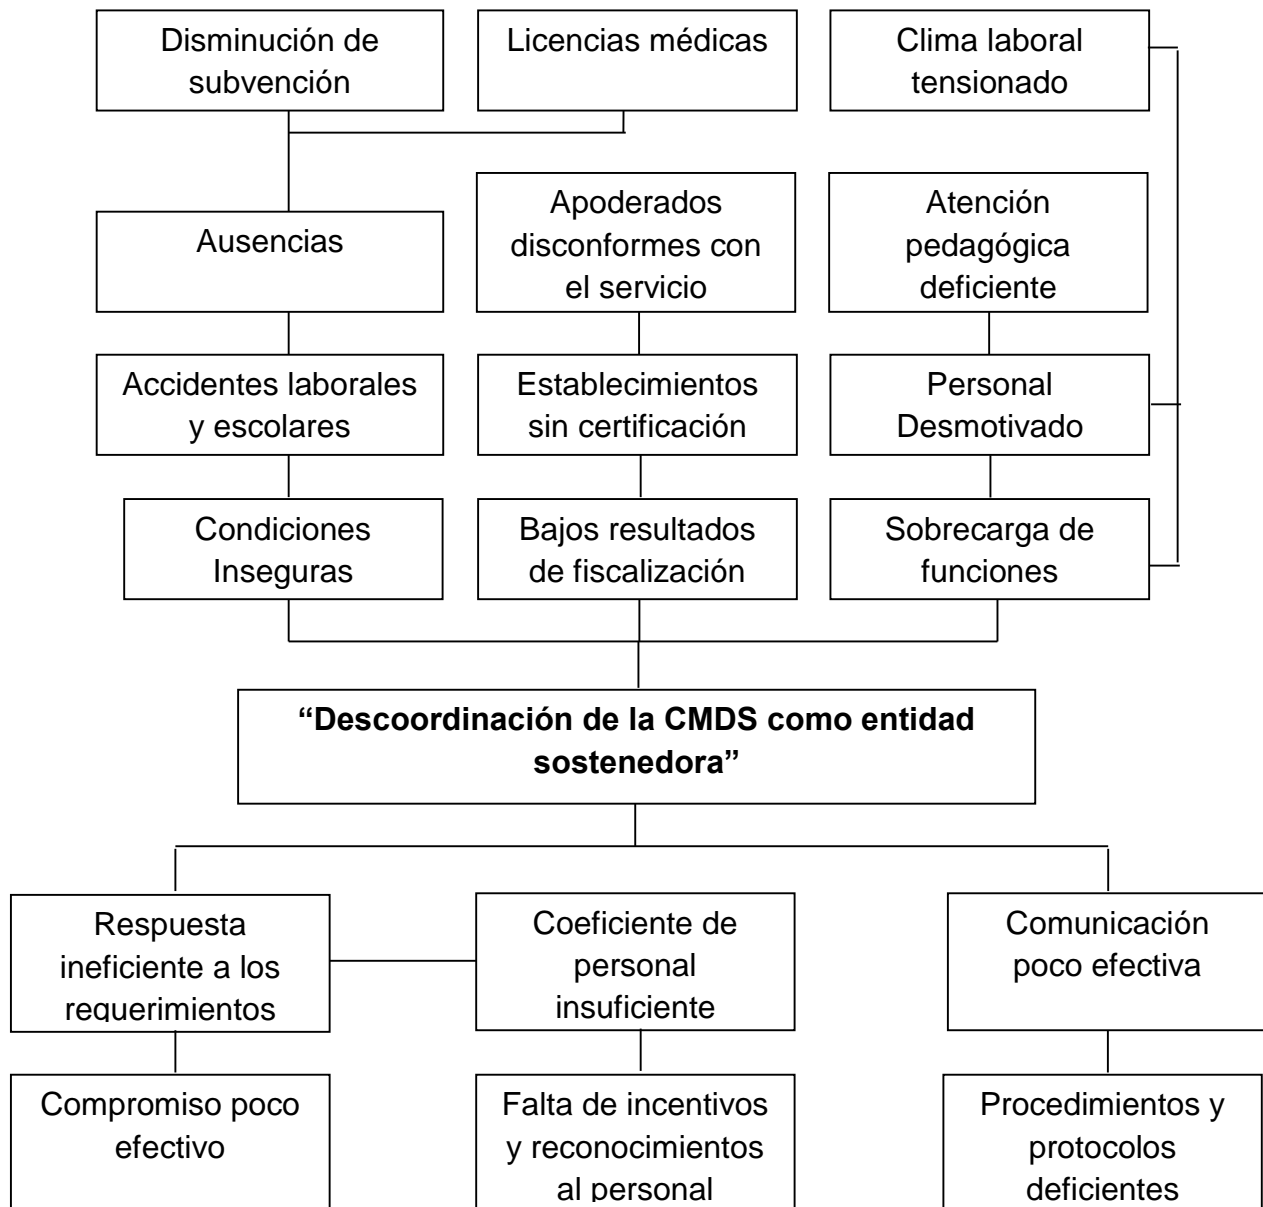 Disminución de
subvención
Licencias médicas
Clima laboral
tensionado
Ausencias
Apoderados
disconformes con
el servicio
Atención
pedagógica
deficiente
Accidentes laborales
y escolares
Establecimientos
sin certificación
Personal
Desmotivado
Condiciones
Inseguras
Bajos resultados
de fiscalización
Sobrecarga de
funciones
“Descoordinación de la CMDS como entidad
sostenedora”
Respuesta
ineficiente a los
requerimientos
Coeficiente de
personal
insuficiente
Comunicación
poco efectiva
Compromiso poco
efectivo
Falta de incentivos
y reconocimientos
al personal
Procedimientos y
protocolos
deficientes